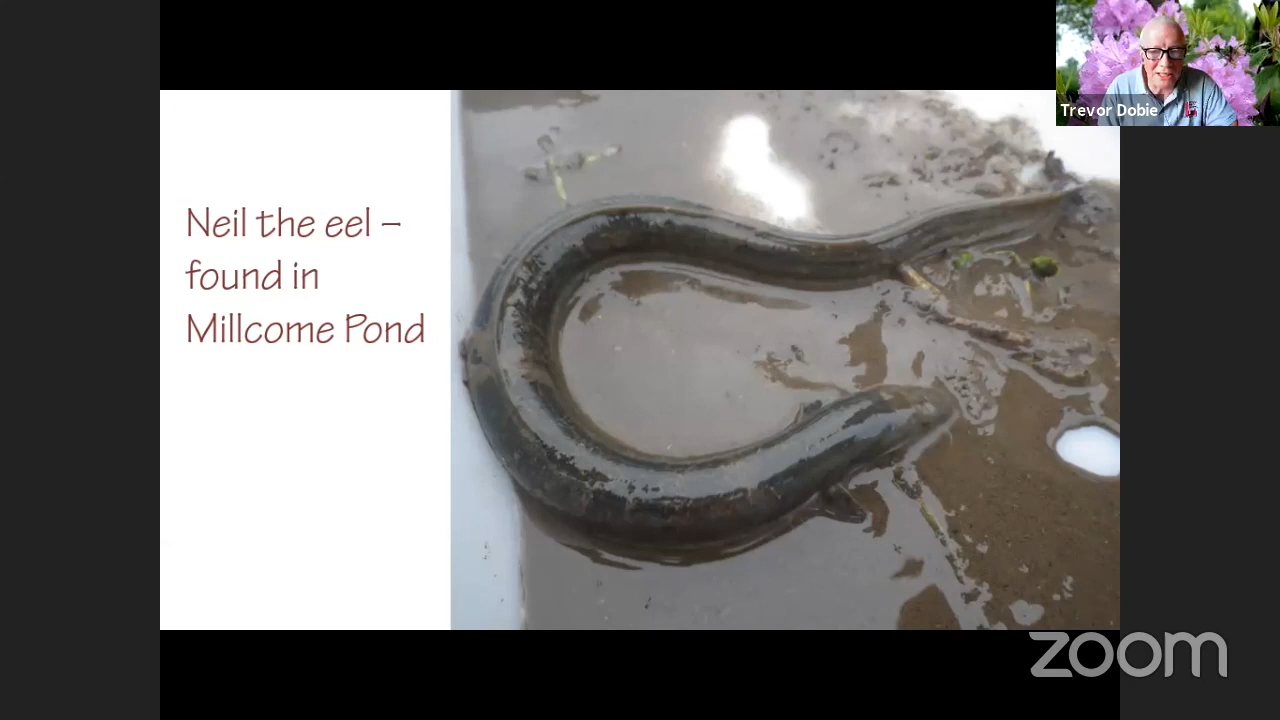 Trevor Dobie
Neil the eel –
found in
Millcome Pond
zoom